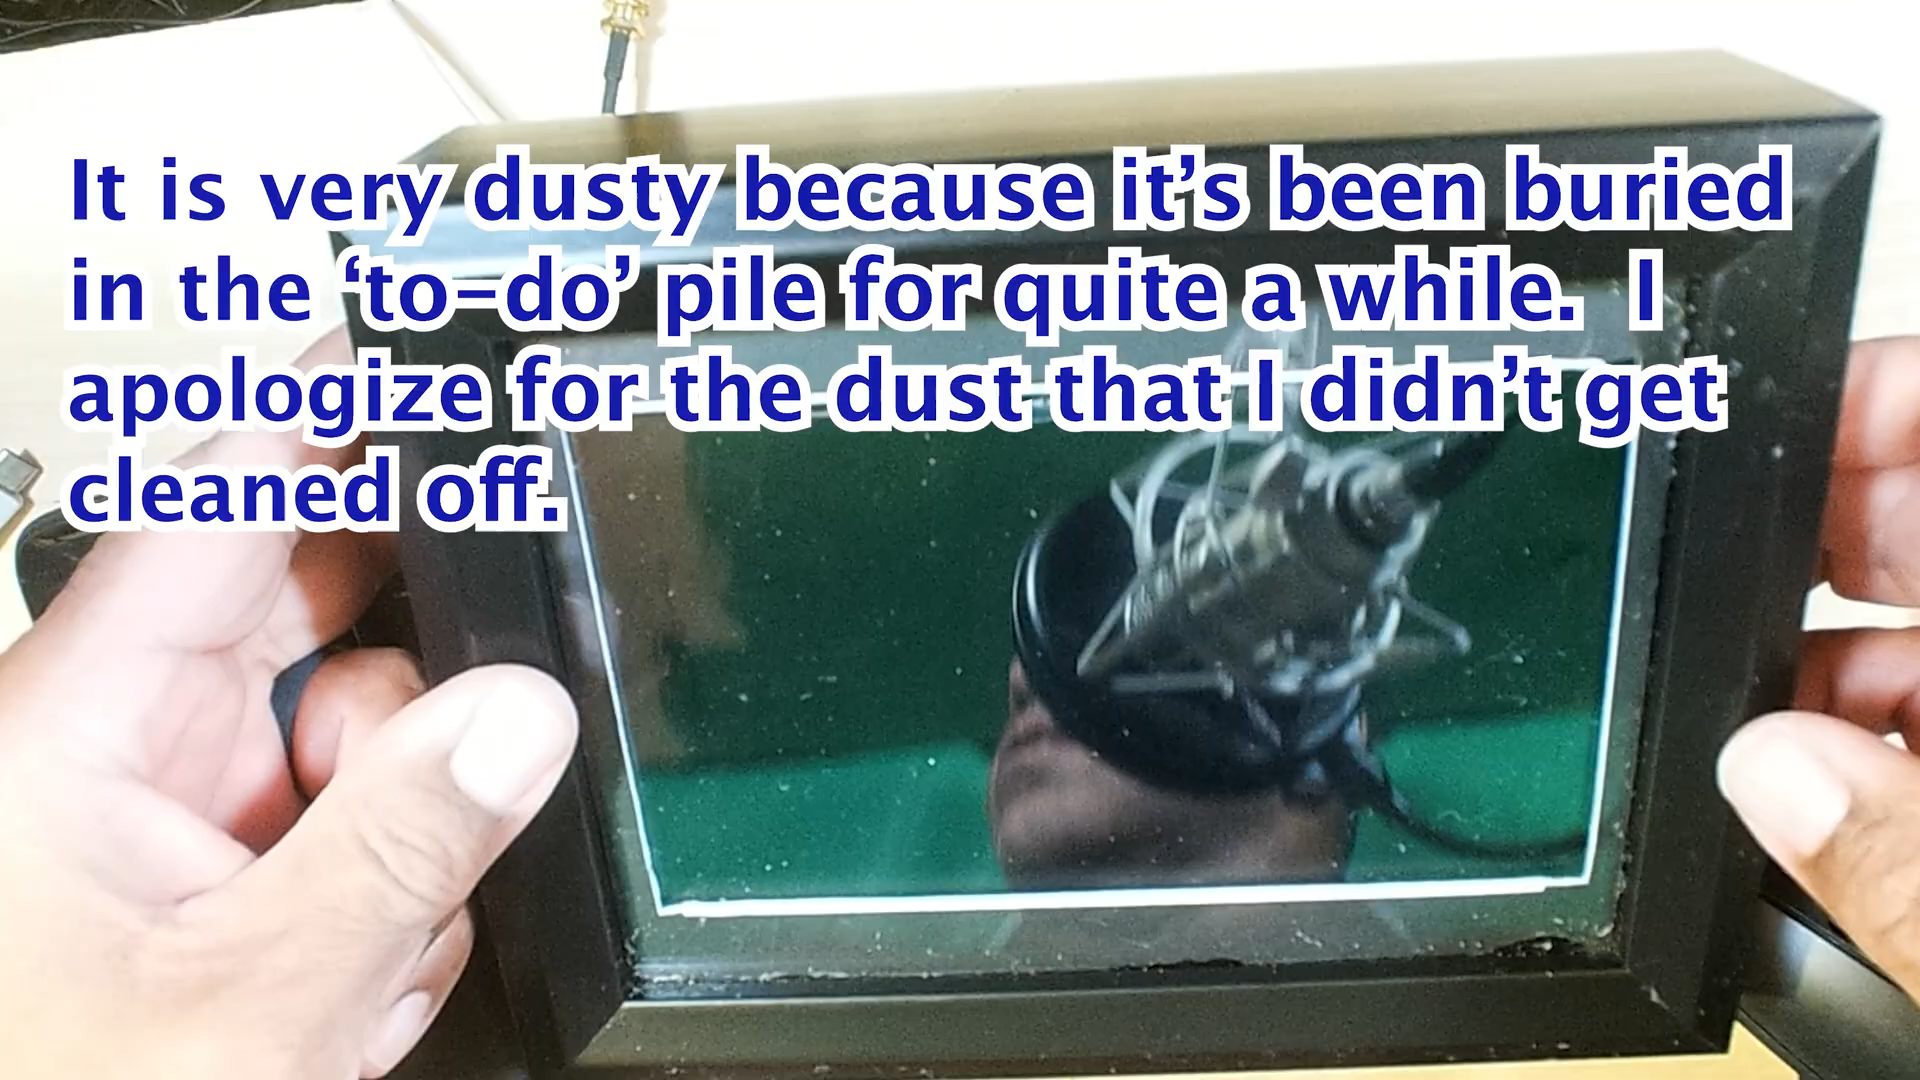 It is very dusty because it’s been buried
in the ‘to-do’ pile for quite a while.  I
apologize for the dust that I didn’t get
cleaned off.